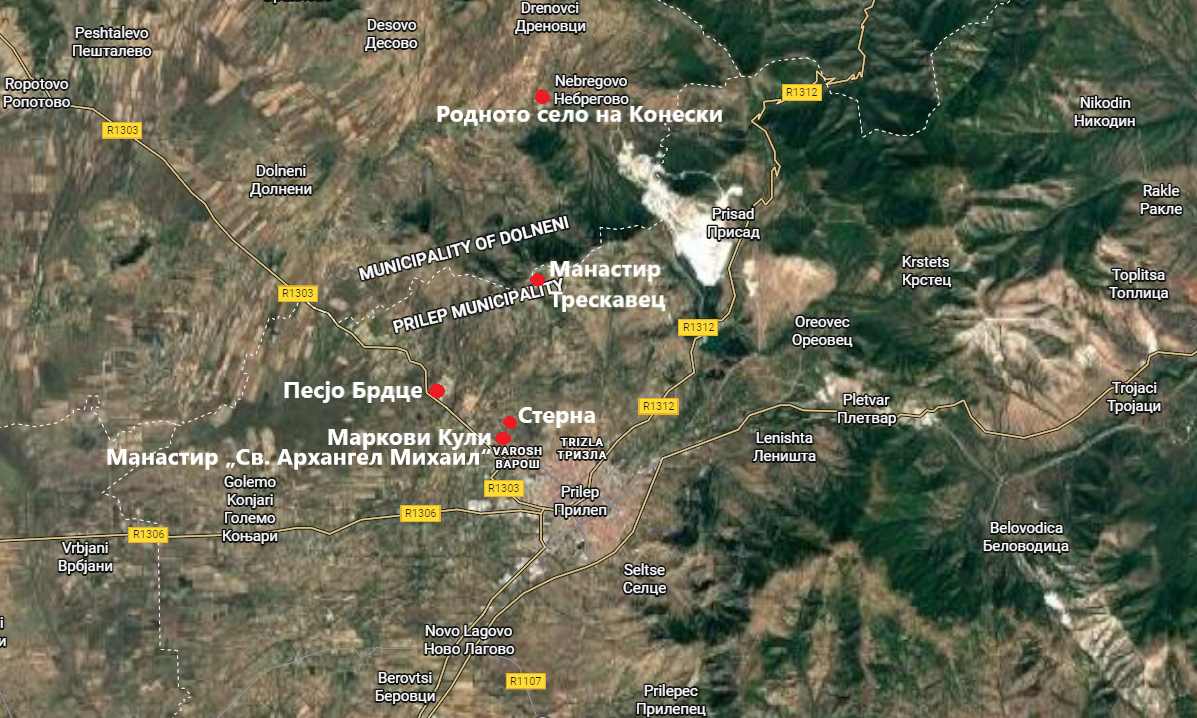 Drenovci
Дреновци
Desovo
Десово
Peshtalevo
Пешталево
Ropotovo
Ропотово
Nebregovo
Небрегово
Родното село на Конески
R1312
Nikodin
Никодин
R1303
Dolneni
Долнени
Rakle
Ракле
Prisad
Присад
MUNICIPALITY OF DOLNENI
PRILEP MUNICIPALITY
Манастир
Трескавец
Krstets
Крстец
Toplitsa
Топлица
R1303
R1312
Oreovec
Ореовец
Песјо Брдце
R1312
Pletvar
Плетвар
Trojaci
Тројаци
Стерна
Маркови Кули
Манастир „Св. Архангел Михаил“
VAROSH
ВАРОШ
TRIZLA
ТРИЗЛА
Lenishta
Леништа
Golemo
Konjari
Големо
Коњари
R1303
Prilep
Прилеп
R1306
R1306
Vrbjani
Врбјани
Belovodica
Беловодица
Seltse
Селце
Novo Lagovo
Ново Лагово
Berovtsi
Беровци
R1107
Prilepec
Прилепец